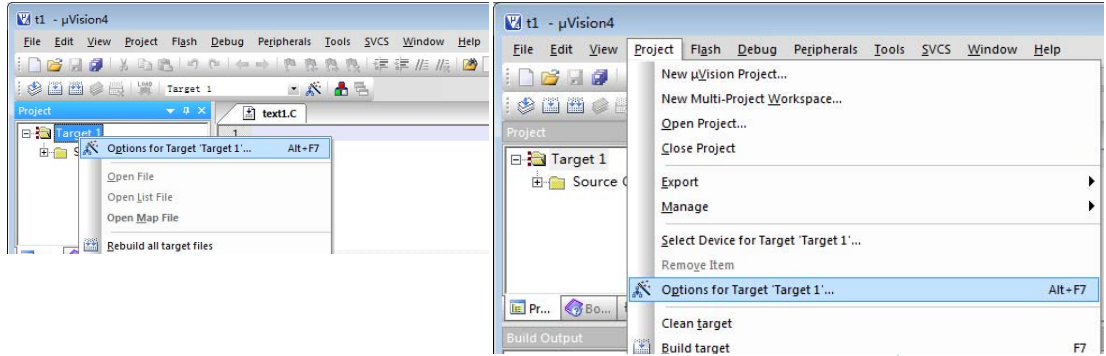 t1 - µVision4
File Edit View Project Flash Debug Peripherals Tools SVCS Window Help
LOAD Target 1
Project
text1.C
Target 1
1
S
Options for Target 'Target 1'... Alt+F7
Open File
Open List File
Open Map File
Rebuild all target files
t1 - µVision4
File Edit View Project Flash Debug Peripherals Tools SVCS Window Help
New µVision Project...
New Multi-Project Workspace...
Open Project...
Close Project
Export
Manage
Select Device for Target 'Target 1'...
Remove Item
Options for Target 'Target 1'... Alt+F7
Clean target
Build target F7
Project
Target 1
Source G
Pr... Bo...
Build Output